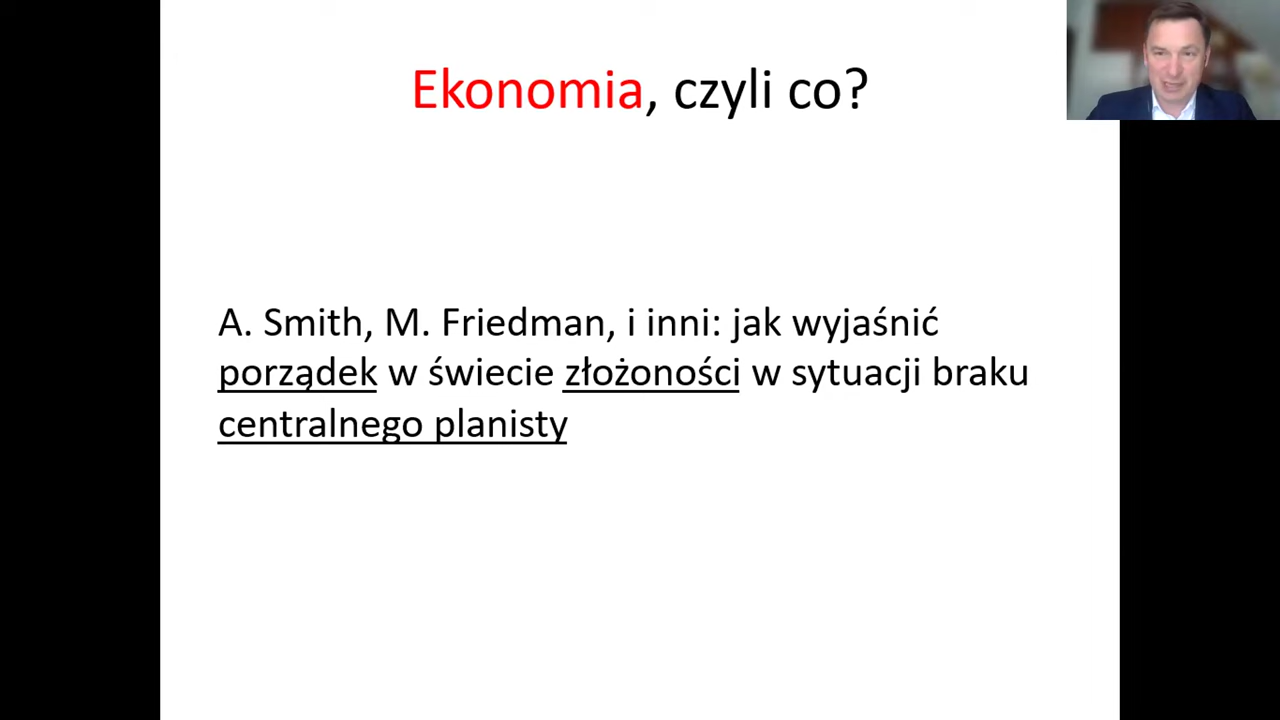 Ekonomia, czyli co?
A. Smith, M. Friedman, i inni: jak wyjaśnić
porządek w świecie złożoności w sytuacji braku
centralnego planisty